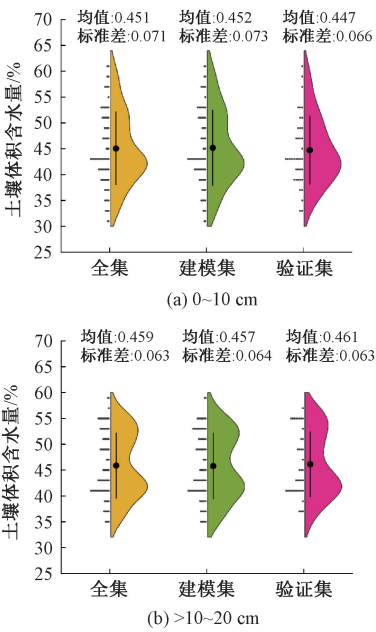 均值:0.451 均值:0.452 均值:0.447
标准差:0.071 标准差:0.073 标准差:0.066
土壤体积含水量/%
70
65
60
55
50
45
40
35
30
25
全集 建模集 验证集
(a) 0~10 cm
均值:0.459 均值:0.457 均值:0.461
标准差:0.063 标准差:0.064 标准差:0.063
土壤体积含水量/%
70
65
60
55
50
45
40
35
30
25
全集 建模集 验证集
(b) >10~20 cm